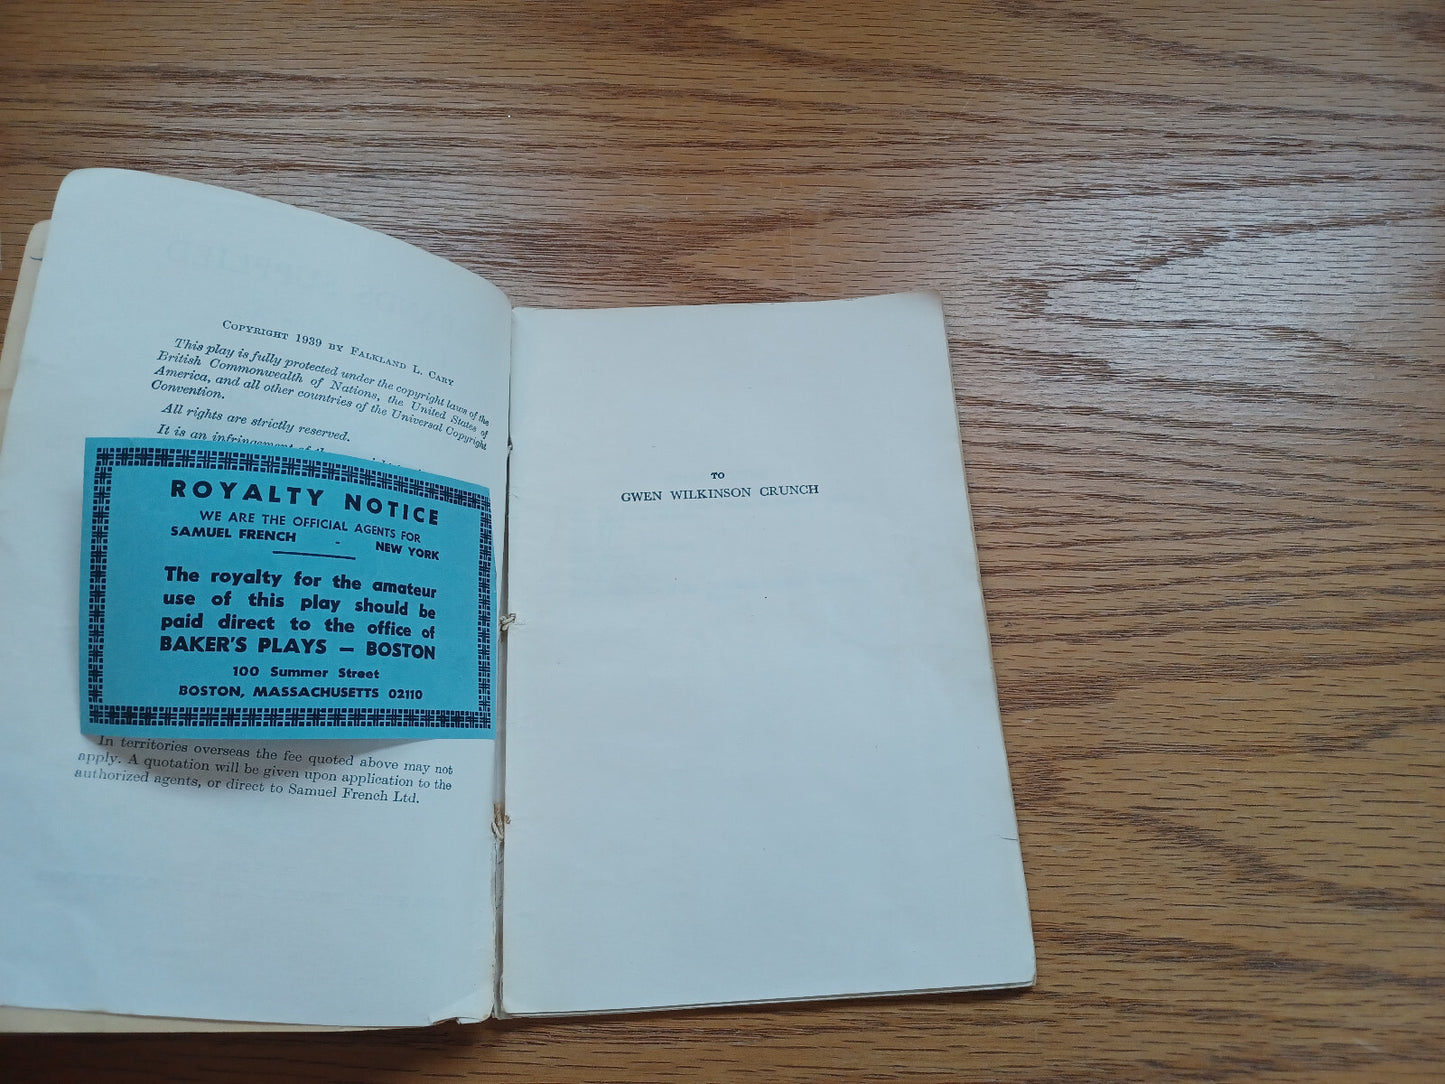 COPYRIGHT 1939 BY FALKLAND L. CARY
This play is fully protected under the copyright laws of the
British Commonwealth of Nations, the United States of
America, and all other countries of the Universal Copyright
Convention.
All rights are strictly reserved.
It is an infringement of the
ROYALTY NOTICE
WE ARE THE OFFICIAL AGENTS FOR
SAMUEL FRENCH - NEW YORK
The royalty for the amateur
use of this play should be
paid direct to the office of
BAKER'S PLAYS — BOSTON
100 Summer Street
BOSTON, MASSACHUSETTS 02110
In territories overseas the fee quoted above may not
apply. A quotation will be given upon application to the
authorized agents, or direct to Samuel French Ltd.
TO
GWEN WILKINSON CRUNCH